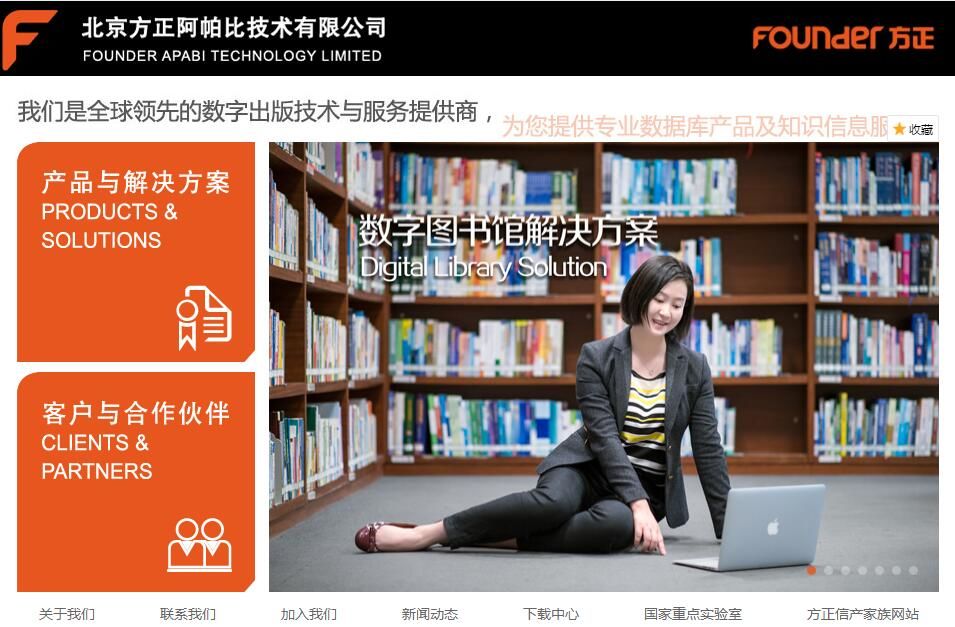 北京方正阿帕比技术有限公司
FOUNDER APABI TECHNOLOGY LIMITED
FOUNDER 方正
我们是全球领先的数字出版技术与服务提供商，
为您提供专业数据库产品及知识信息服
收藏
产品与解决方案
PRODUCTS &
SOLUTIONS
数字图书馆解决方案
Digital Library Solution
客户与合作伙伴
CLIENTS &
PARTNERS
关于我们 联系我们 加入我们 新闻动态 下载中心 国家重点实验室 方正信产家族网站